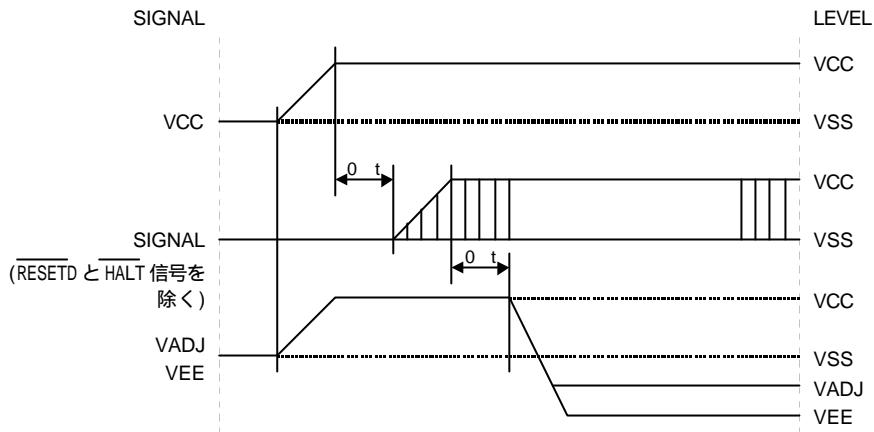 SIGNAL LEVEL
VCC
VCC VSS
0 t
VCC
SIGNAL VSS
(RESETD と HALT 信号を
除く)
0 t
VCC
VADJ
VEE
VSS
VADJ
VEE